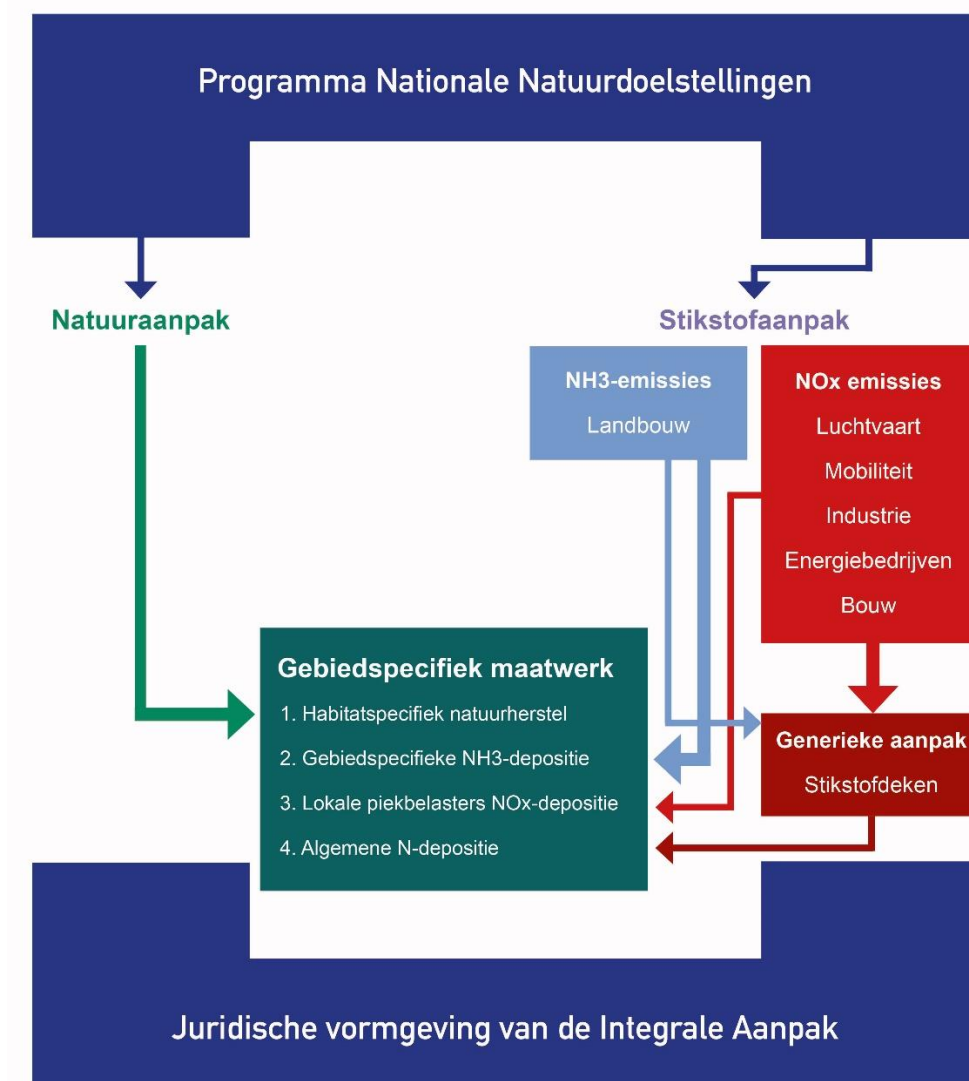 Programma Nationale Natuurdoelstellingen
Natuuraanpak
Stikstofaanpak
NH3-emissies
Landbouw
NOx emissies
Luchtvaart
Mobiliteit
Industrie
Energiebedrijven
Bouw
Gebiedspecifiek maatwerk
1. Habitatspecifiek natuurherstel
2. Gebiedspecifieke NH3-depositie
3. Lokale piekbelasters NOx-depositie
4. Algemene N-depositie
Generieke aanpak
Stikstofdeken
Juridische vormgeving van de Integrale Aanpak